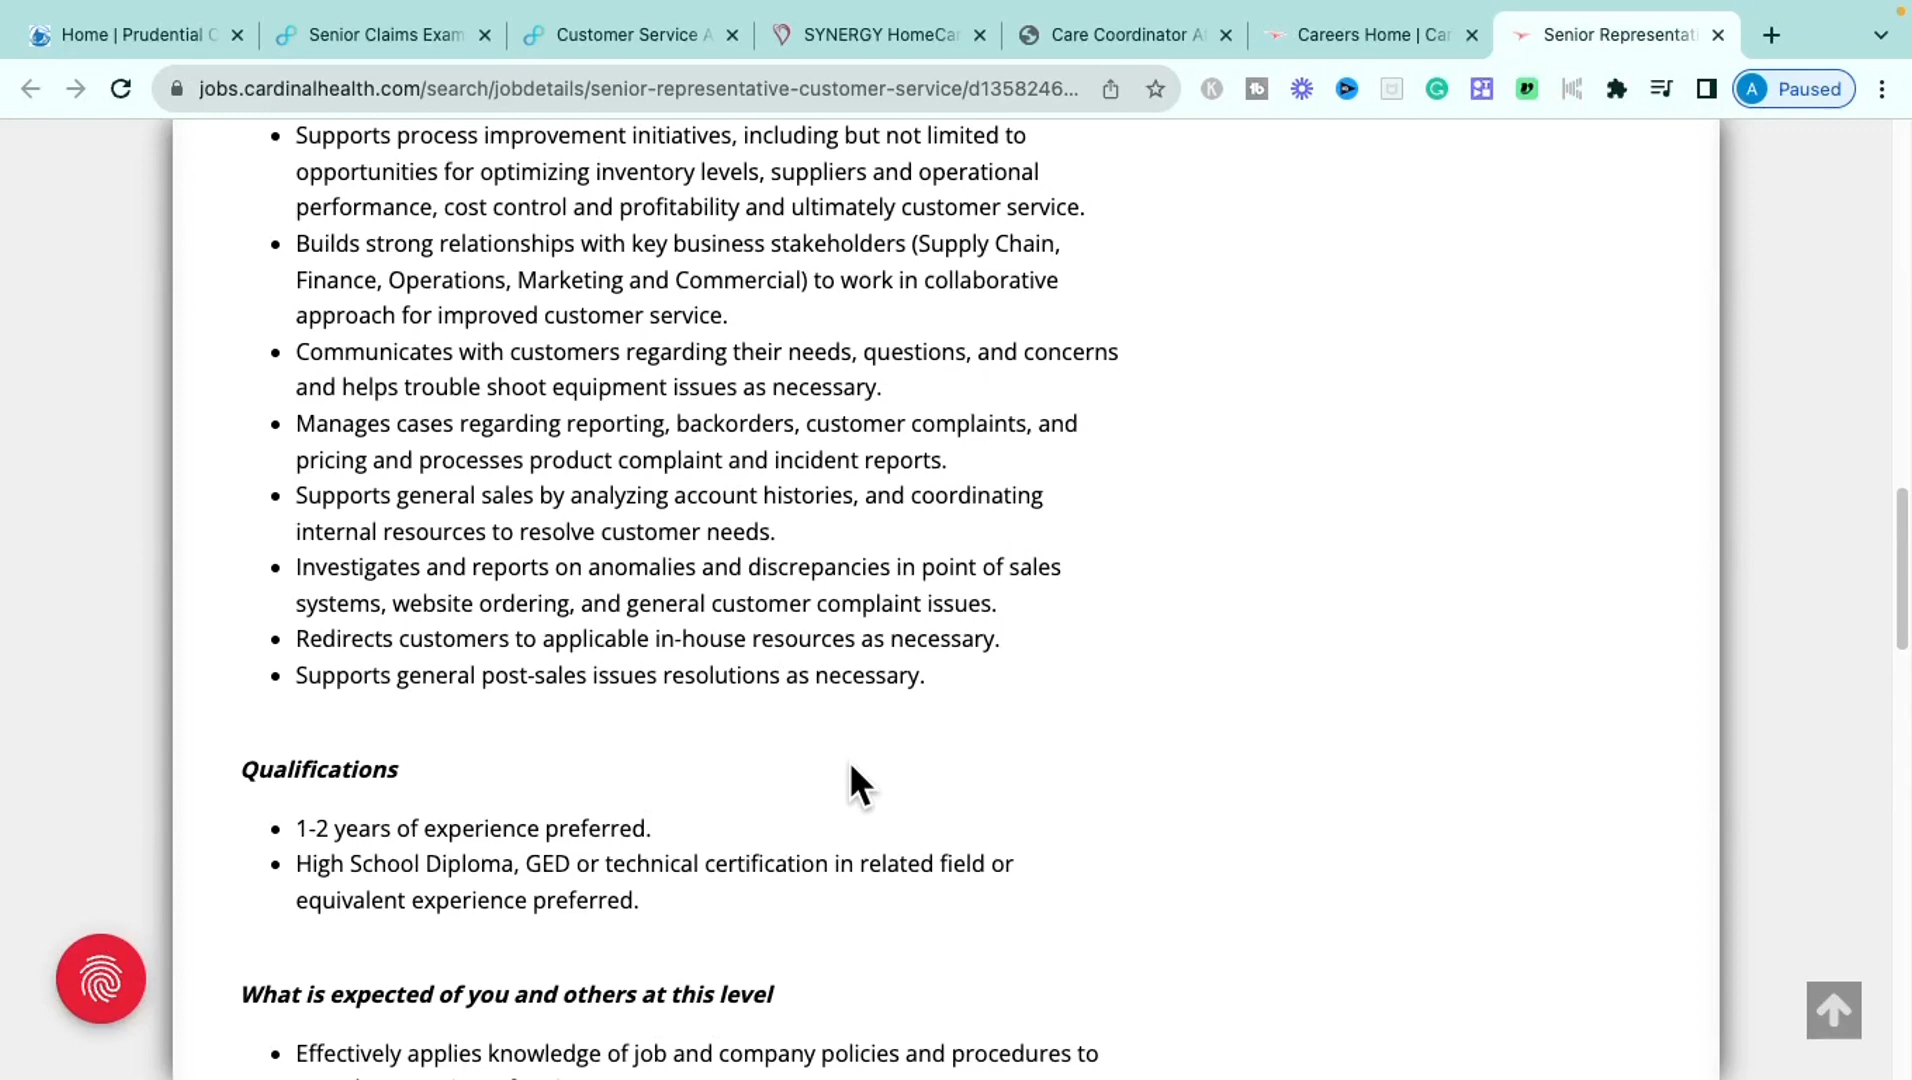 Home | Prudential C
Senior Claims Exam
Customer Service A
SYNERGY HomeCar
Care Coordinator A
Careers Home | Car
Senior Representati
jobs.cardinalhealth.com/search/jobdetails/senior-representative-customer-service/d1358246...
A Paused
• Supports process improvement initiatives, including but not limited to
opportunities for optimizing inventory levels, suppliers and operational
performance, cost control and profitability and ultimately customer service.
• Builds strong relationships with key business stakeholders (Supply Chain,
Finance, Operations, Marketing and Commercial) to work in collaborative
approach for improved customer service.
• Communicates with customers regarding their needs, questions, and concerns
and helps trouble shoot equipment issues as necessary.
• Manages cases regarding reporting, backorders, customer complaints, and
pricing and processes product complaint and incident reports.
• Supports general sales by analyzing account histories, and coordinating
internal resources to resolve customer needs.
• Investigates and reports on anomalies and discrepancies in point of sales
systems, website ordering, and general customer complaint issues.
• Redirects customers to applicable in-house resources as necessary.
• Supports general post-sales issues resolutions as necessary.
Qualifications
• 1-2 years of experience preferred.
• High School Diploma, GED or technical certification in related field or
equivalent experience preferred.
What is expected of you and others at this level
• Effectively applies knowledge of job and company policies and procedures to